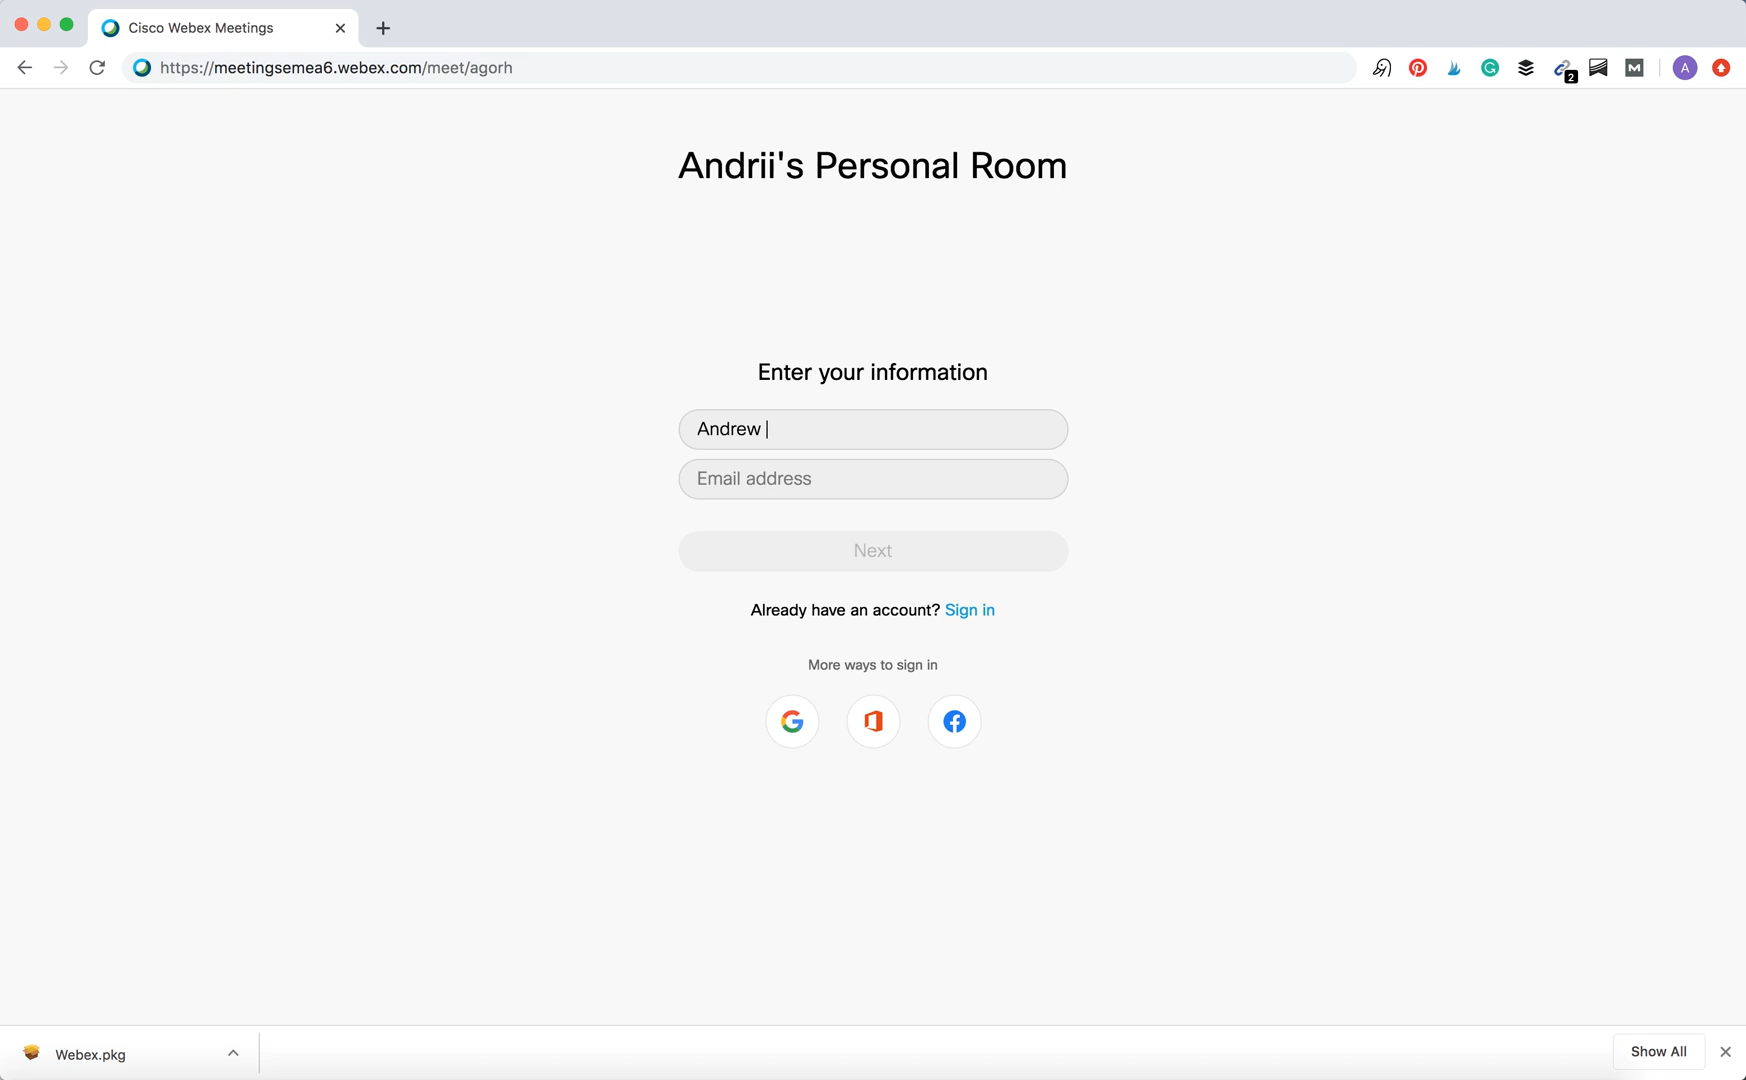 Cisco Webex Meetings
https://meetingsemea6.webex.com/meet/agorh
2
A
Andrii's Personal Room
Enter your information
Andrew
Email address
Next
Already have an account? Sign in
More ways to sign in
Webex.pkg
Show All